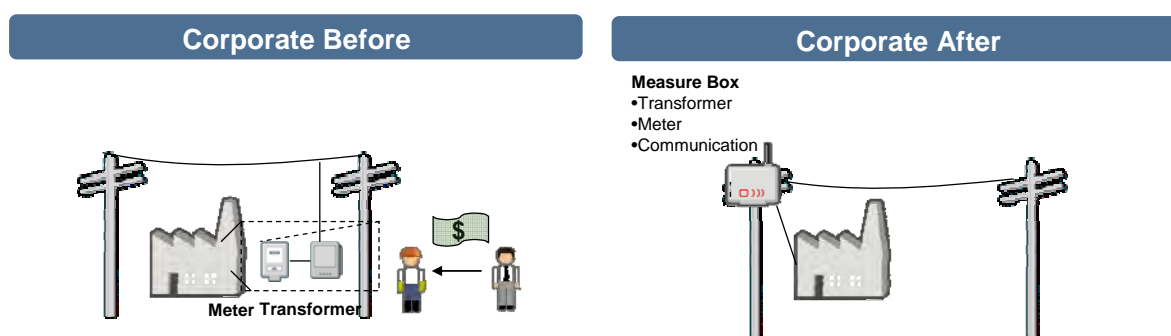 Corporate Before
Meter Transformer
$
Corporate After
Measure Box
•Transformer
•Meter
•Communication